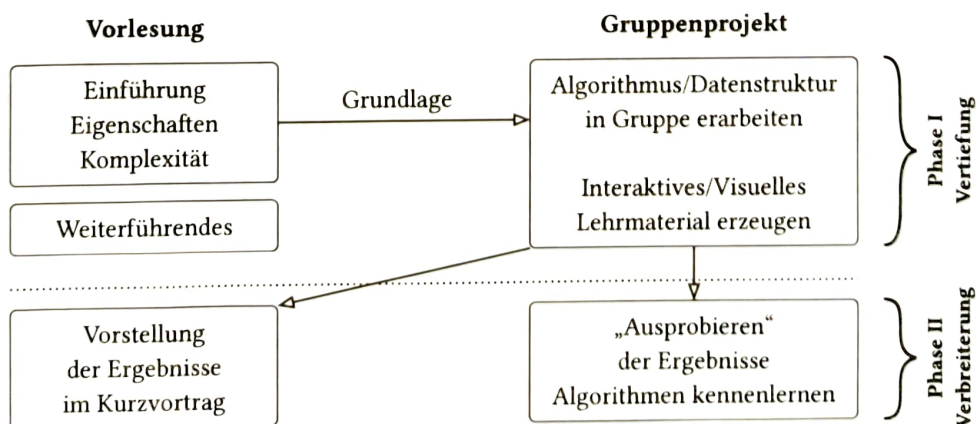 Vorlesung
Gruppenprojekt
Einführung
Eigenschaften
Komplexität
Grundlage
Algorithmus/Datenstruktur
in Gruppe erarbeiten
Interaktives/Visuelles
Lehrmaterial erzeugen
Phase I
Vertiefung
Weiterführendes
Vorstellung
der Ergebnisse
im Kurzvortrag
„Ausprobieren“
der Ergebnisse
Algorithmen kennenlernen
Phase II
Verbreiterung